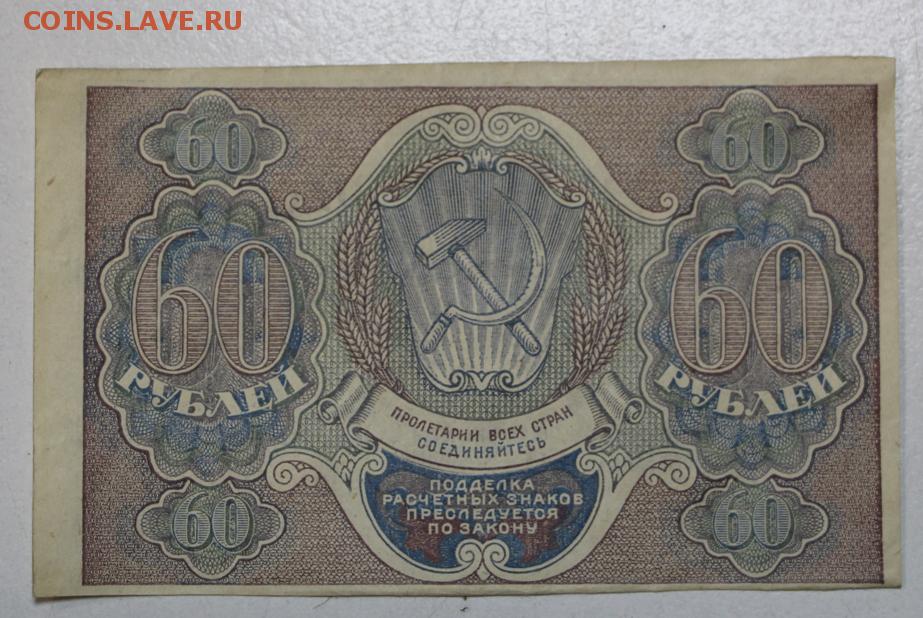 COINS.LAVE.RU
60
60
60
60
РУБЛЕЙ
РУБЛЕЙ
ПРОЛЕТАРИИ ВСЕХ СТРАН
СОЕДИНЯЙТЕСЬ
ПОДДЕЛКА
РАСЧЕТНЫХ ЗНАКОВ
ПРЕСЛЕДУЕТСЯ
ПО ЗАКОНУ
60
60